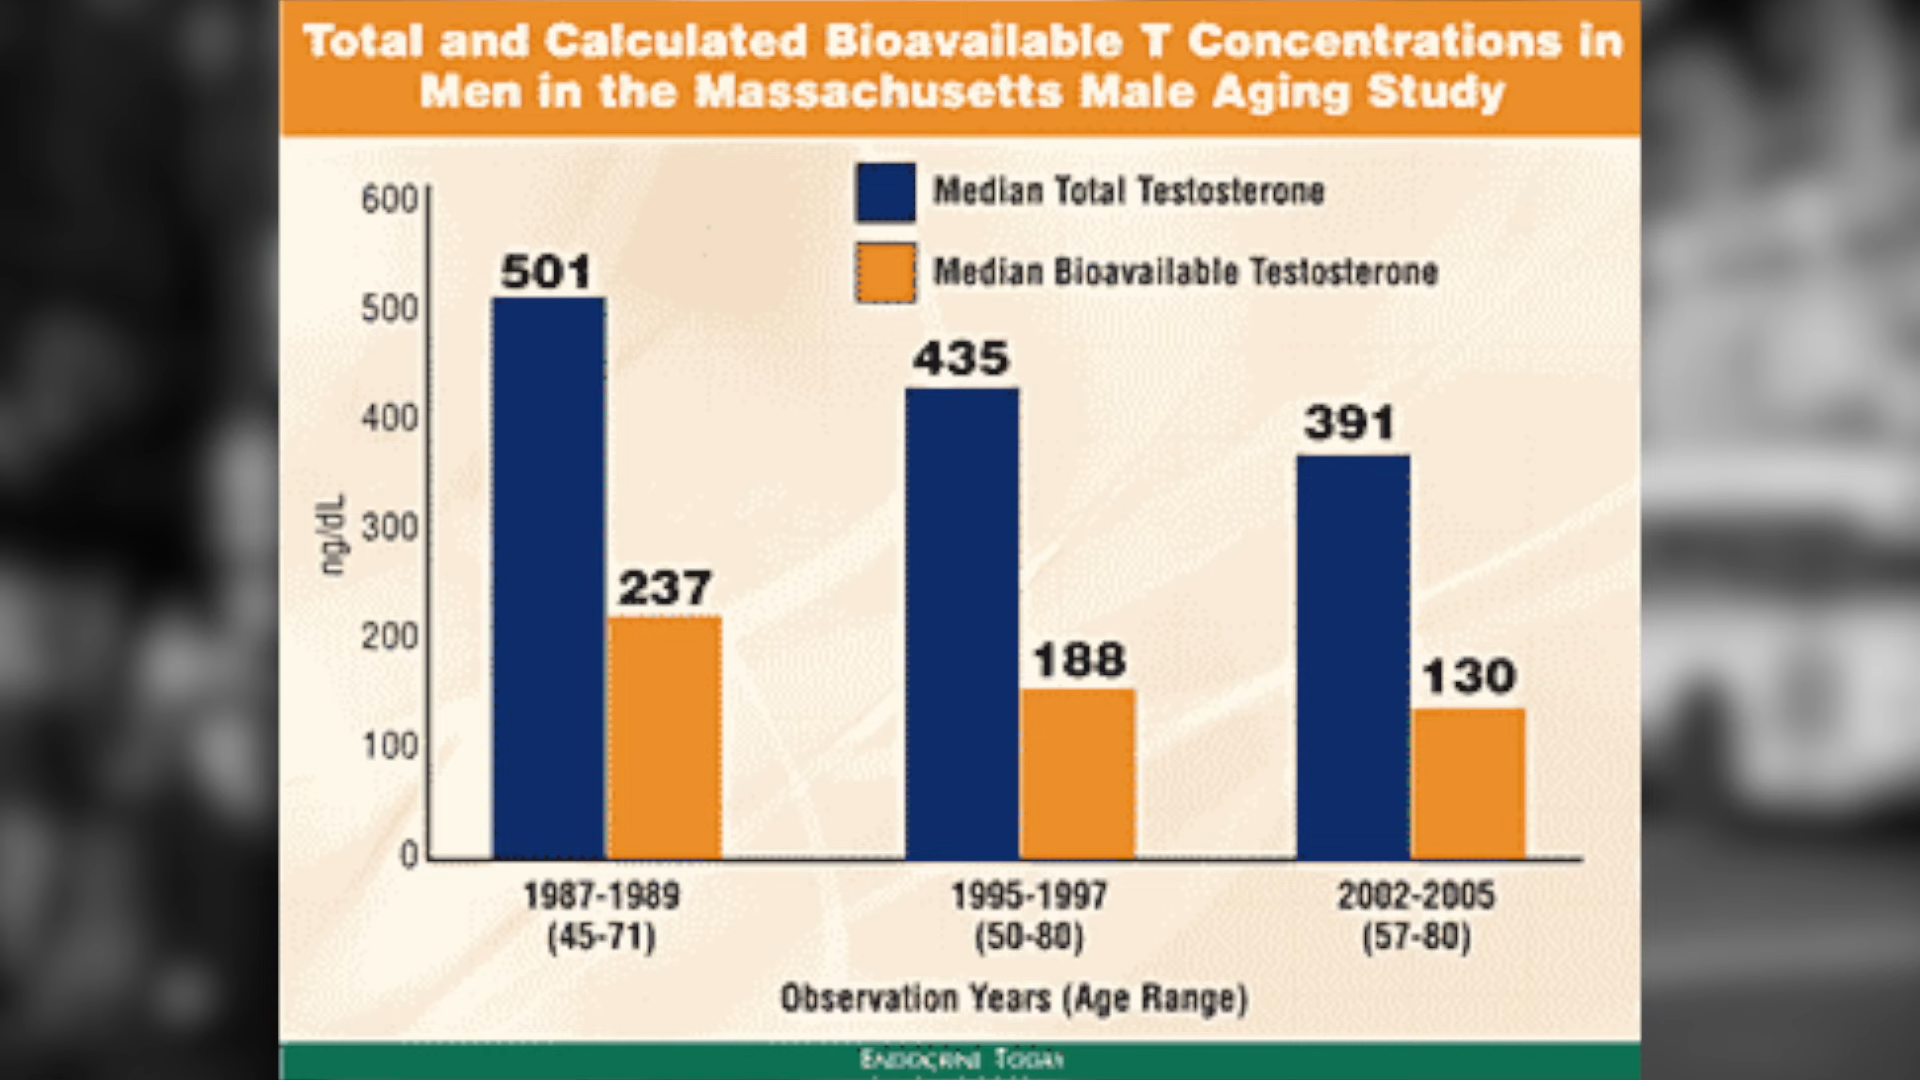 Total and Calculated Bioavailable T Concentrations in
Men in the Massachusetts Male Aging Study
Median Total Testosterone
Median Bioavailable Testosterone
ng/dL
600
500
400
300
200
100
0
501
237
435
188
391
130
1987-1989
(45-71)
1995-1997
(50-80)
2002-2005
(57-80)
Observation Years (Age Range)
ENDOCRINE TODAY